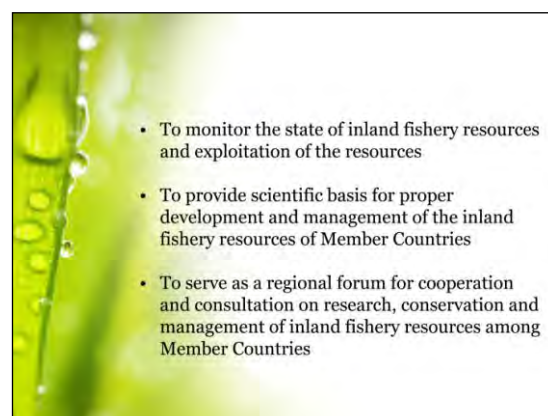 • To monitor the state of inland fishery resources
and exploitation of the resources
• To provide scientific basis for proper
development and management of the inland
fishery resources of Member Countries
• To serve as a regional forum for cooperation
and consultation on research, conservation and
management of inland fishery resources among
Member Countries